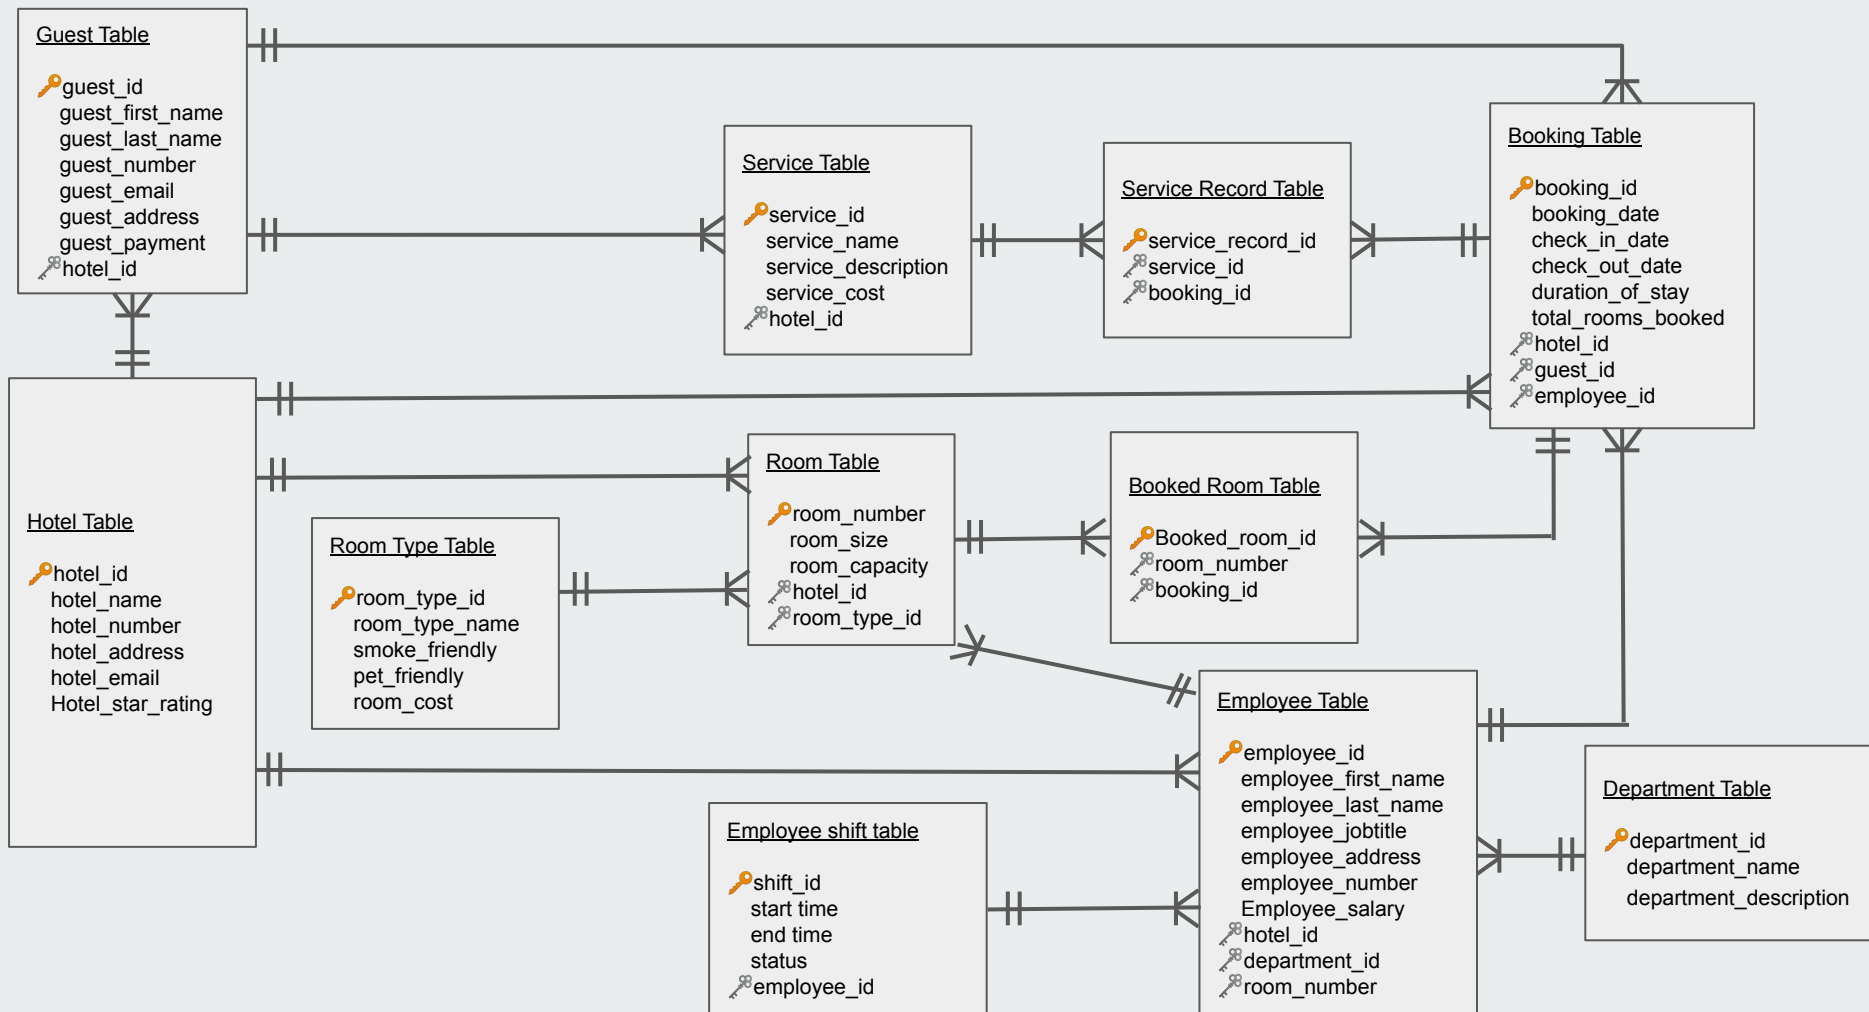 Guest Table
guest_id
guest_first_name
guest_last_name
guest_number
guest_email
guest_address
guest_payment
hotel_id
Service Table
service_id
service_name
service_description
service_cost
hotel_id
Service Record Table
service_record_id
service_id
booking_id
Booking Table
booking_id
booking_date
check_in_date
check_out_date
duration_of_stay
total_rooms_booked
hotel_id
guest_id
employee_id
Hotel Table
hotel_id
hotel_name
hotel_number
hotel_address
hotel_email
Hotel_star_rating
Room Type Table
room_type_id
room_type_name
smoke_friendly
pet_friendly
room_cost
Room Table
room_number
room_size
room_capacity
hotel_id
room_type_id
Booked Room Table
Booked_room_id
room_number
booking_id
Employee shift table
shift_id
start time
end time
status
employee_id
Employee Table
employee_id
employee_first_name
employee_last_name
employee_jobtitle
employee_address
employee_number
Employee_salary
hotel_id
department_id
room_number
Department Table
department_id
department_name
department_description